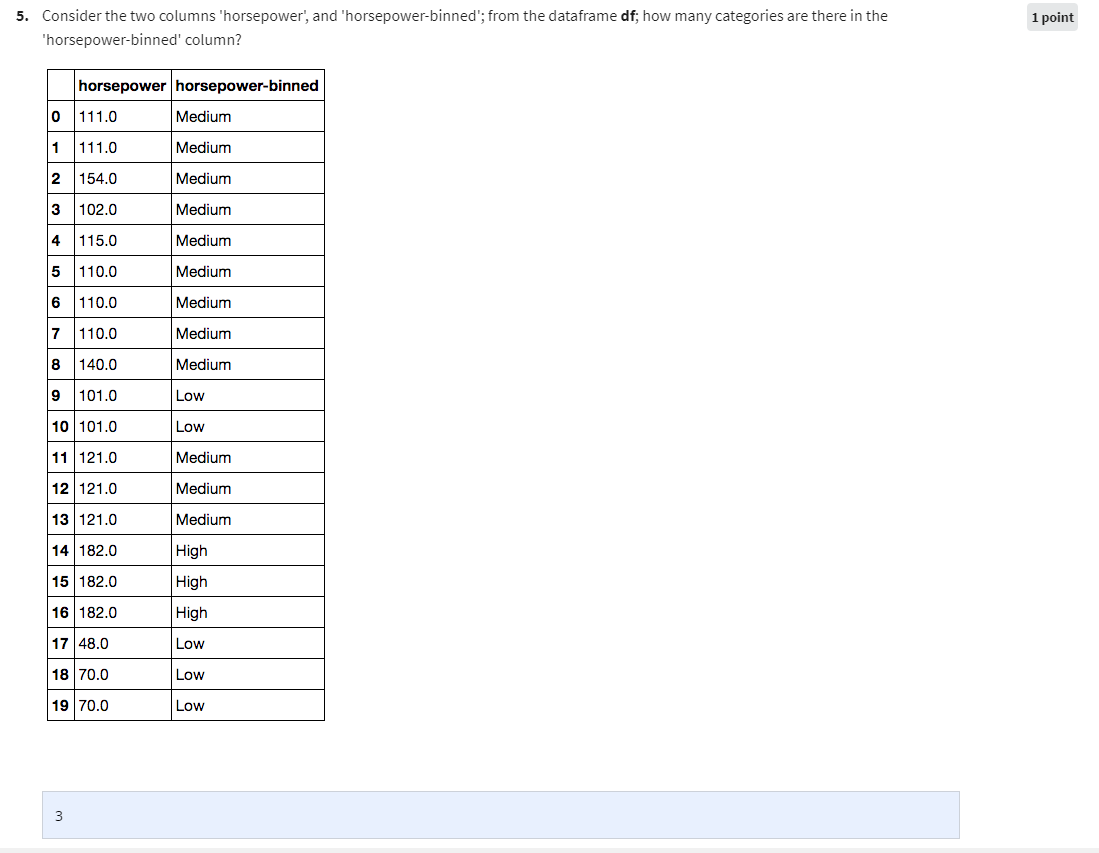 5. Consider the two columns 'horsepower', and 'horsepower-binned'; from the dataframe df; how many categories are there in the
'horsepower-binned' column?
1 point
horsepower horsepower-binned
0 111.0 Medium
1 111.0 Medium
2 154.0 Medium
3 102.0 Medium
4 115.0 Medium
5 110.0 Medium
6 110.0 Medium
7 110.0 Medium
8 140.0 Medium
9 101.0 Low
10 101.0 Low
11 121.0 Medium
12 121.0 Medium
13 121.0 Medium
14 182.0 High
15 182.0 High
16 182.0 High
17 48.0 Low
18 70.0 Low
19 70.0 Low
3